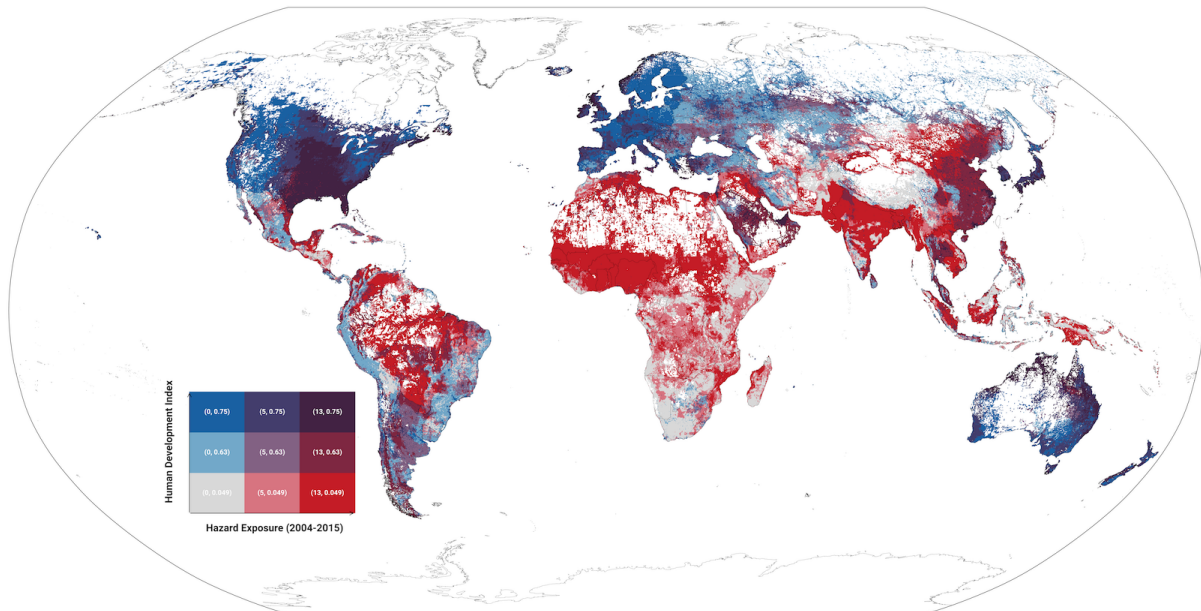 Human Development Index
(0, 0.75) (5, 0.75) (13, 0.75)
(0, 0.63) (5, 0.63) (13, 0.63)
(0, 0.049) (5, 0.049) (13, 0.049)
Hazard Exposure (2004-2015)